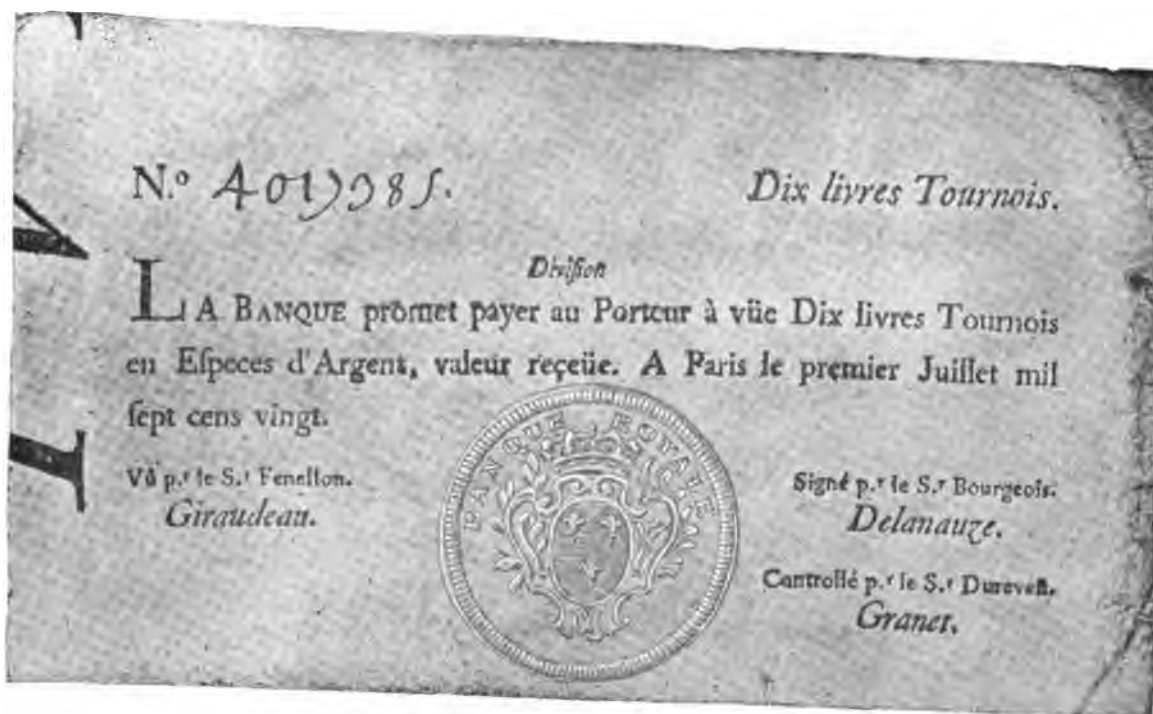 N.º 4019985. Dix livres Tournois.
Diviſion
LA BANQUE promet payer au Porteur à vüe Dix livres Tournois
en Eſpeces d'Argent, valeur reçeüe. A Paris le premier Juillet mil
ſept cens vingt.
Vû p.r le S.r Fenellon.
Giraudeau.
Signé p.r le S.r Bourgeois.
Delanauze.
Controllé p.r le S.r Durevest.
Granet.
BANQUE ROYALE